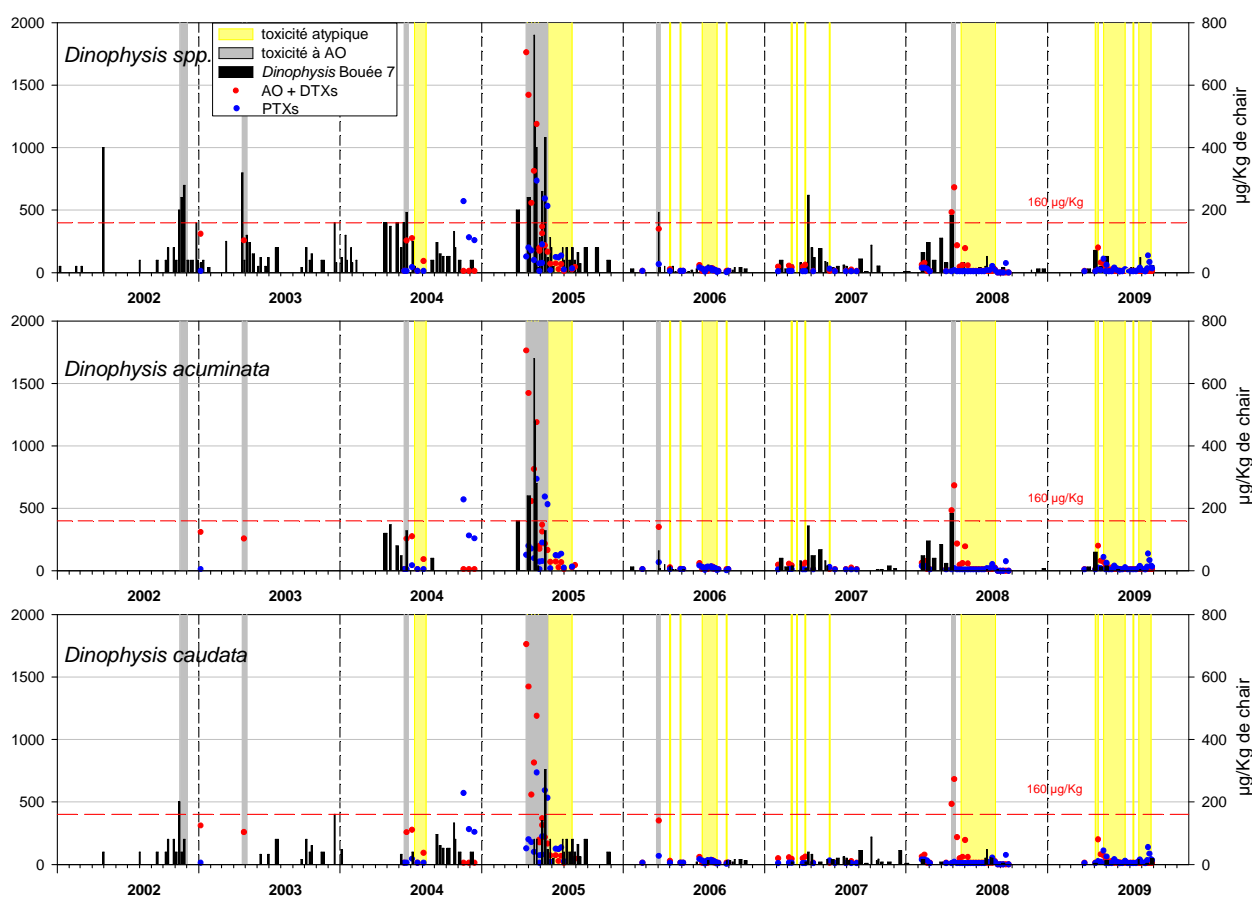 2000 800
toxicité atypique
Dinophysis spp. toxicité à AO
Dinophysis Bouée 7
1500 600
AO + DTXs
PTXs
1000 400
500 200
160 µg/Kg
0 0
µg/Kg de chair
2002 2003 2004 2005 2006 2007 2008 2009
2000 800
Dinophysis acuminata
1500 600
1000 400
500 200
160 µg/Kg
0 0
µg/Kg de chair
2002 2003 2004 2005 2006 2007 2008 2009
2000 800
Dinophysis caudata
1500 600
1000 400
500 200
160 µg/Kg
0 0
µg/Kg de chair
2002 2003 2004 2005 2006 2007 2008 2009